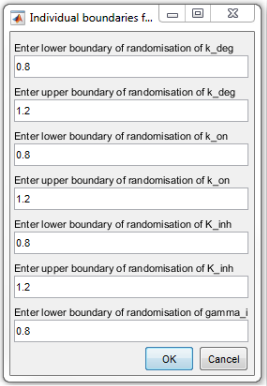 Individual boundaries f...
Enter lower boundary of randomisation of k_deg
0.8
Enter upper boundary of randomisation of k_deg
1.2
Enter lower boundary of randomisation of k_on
0.8
Enter upper boundary of randomisation of k_on
1.2
Enter lower boundary of randomisation of K_inh
0.8
Enter upper boundary of randomisation of K_inh
1.2
Enter lower boundary of randomisation of gamma_i
0.8
OK Cancel